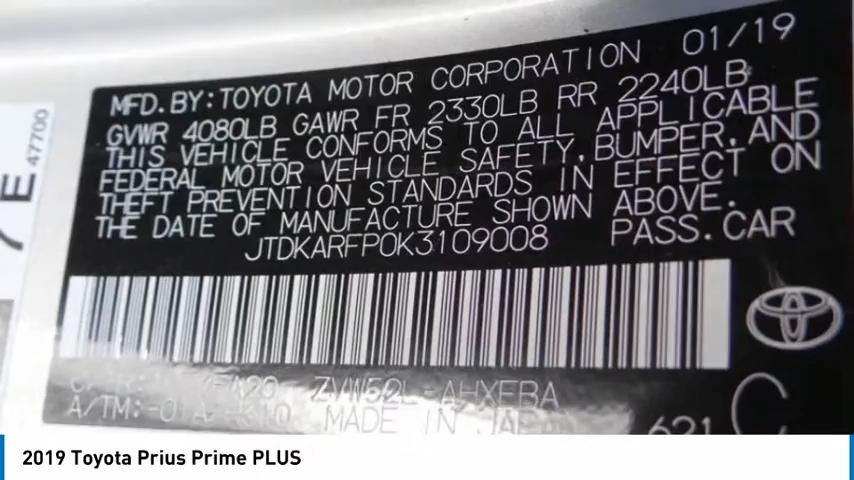 MFD.BY:TOYOTA MOTOR CORPORATION 01/19
GVWR 4080LB GAWR FR 2330LB RR 2240LB
THIS VEHICLE CONFORMS TO ALL APPLICABLE
FEDERAL MOTOR VEHICLE SAFETY,BUMPER,AND
THEFT PREVENTION STANDARDS IN EFFECT ON
THE DATE OF MANUFACTURE SHOWN ABOVE.
JTDKARFP0K3109008 PASS.CAR
ZVW52L-AHXEBA C
A/TM: MADE IN
E
47700
2019 Toyota Prius Prime PLUS